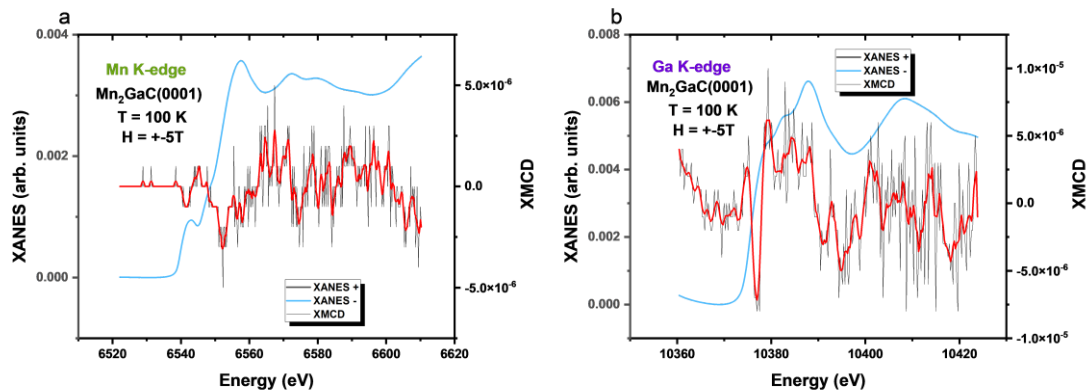 a
Mn K-edge
Mn₂GaC(0001)
T = 100 K
H = +-5T
XANES (arb. units)
0.004
0.002
0.000
5.0×10⁻⁶
0.0
-5.0×10⁻⁶
XMCD
XANES +
XANES -
XMCD
6520 6540 6560 6580 6600 6620
Energy (eV)
b
Ga K-edge
Mn₂GaC(0001)
T = 100 K
H = +-5T
XANES +
XANES -
XMCD
XANES (arb. units)
0.008
0.006
0.004
0.002
0.000
1.0×10⁻⁵
5.0×10⁻⁶
0.0
-5.0×10⁻⁶
-1.0×10⁻⁵
XMCD
10360 10380 10400 10420
Energy (eV)